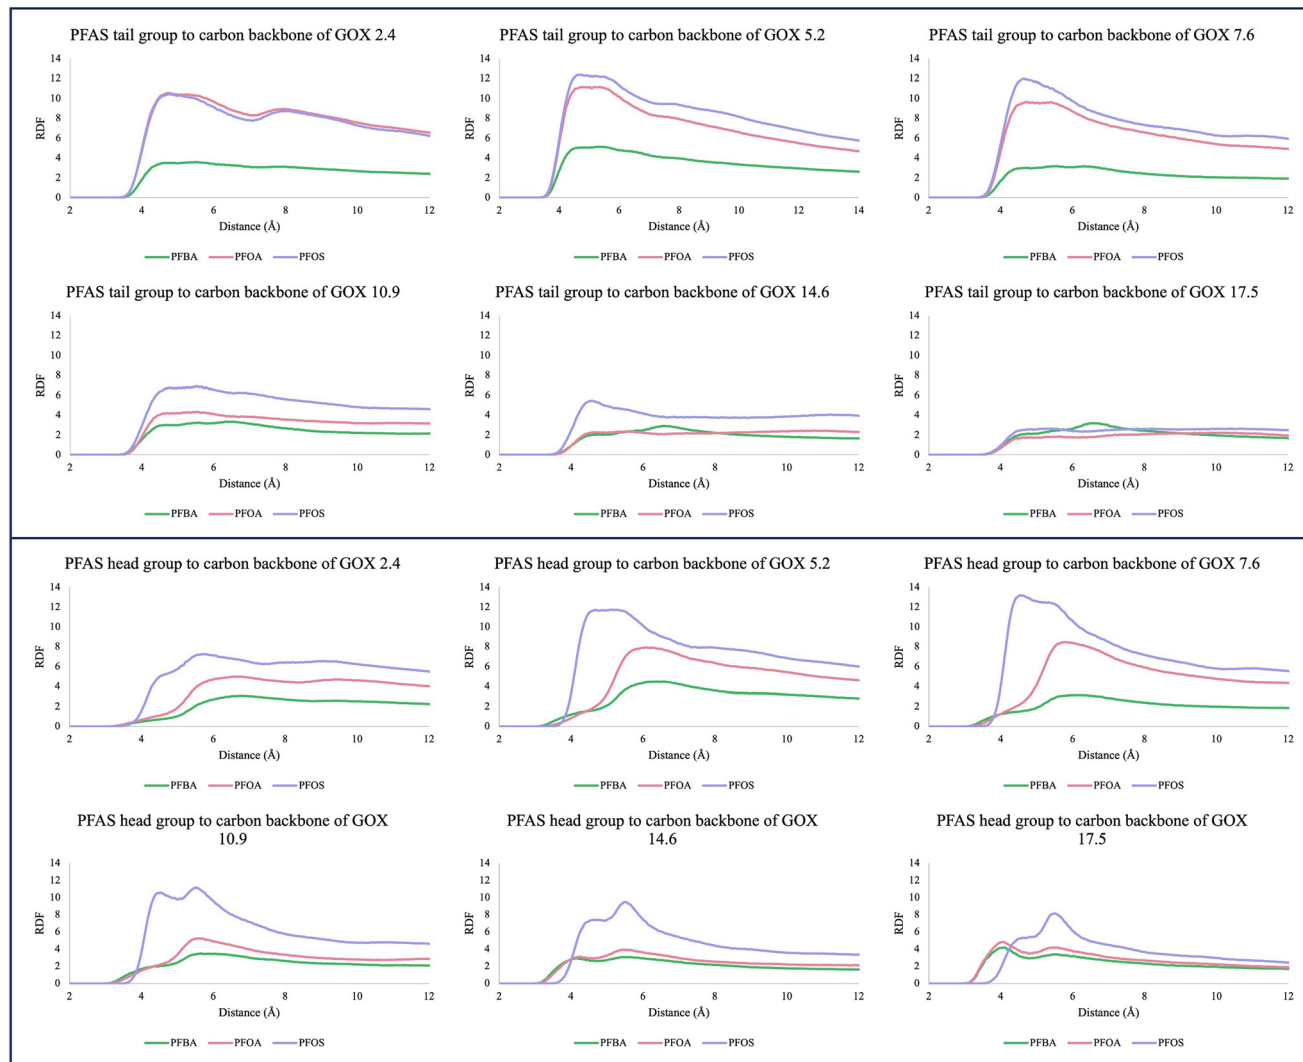 PFAS tail group to carbon backbone of GOX 2.4
14
12
10
8
6
4
2
0
RDF
2 4 6 8 10 12
Distance (Å)
PFBA PFOA PFOS
PFAS tail group to carbon backbone of GOX 5.2
14
12
10
8
6
4
2
0
RDF
2 4 6 8 10 12 14
Distance (Å)
PFBA PFOA PFOS
PFAS tail group to carbon backbone of GOX 7.6
14
12
10
8
6
4
2
0
RDF
2 4 6 8 10 12
Distance (Å)
PFBA PFOA PFOS
PFAS tail group to carbon backbone of GOX 10.9
14
12
10
8
6
4
2
0
RDF
2 4 6 8 10 12
Distance (Å)
PFBA PFOA PFOS
PFAS tail group to carbon backbone of GOX 14.6
14
12
10
8
6
4
2
0
RDF
2 4 6 8 10 12
Distance (Å)
PFBA PFOA PFOS
PFAS tail group to carbon backbone of GOX 17.5
14
12
10
8
6
4
2
0
RDF
2 4 6 8 10 12
Distance (Å)
PFBA PFOA PFOS
PFAS head group to carbon backbone of GOX 2.4
14
12
10
8
6
4
2
0
RDF
2 4 6 8 10 12
Distance (Å)
PFBA PFOA PFOS
PFAS head group to carbon backbone of GOX 5.2
14
12
10
8
6
4
2
0
RDF
2 4 6 8 10 12
Distance (Å)
PFBA PFOA PFOS
PFAS head group to carbon backbone of GOX 7.6
14
12
10
8
6
4
2
0
RDF
2 4 6 8 10 12
Distance (Å)
PFBA PFOA PFOS
PFAS head group to carbon backbone of GOX
10.9
14
12
10
8
6
4
2
0
RDF
2 4 6 8 10 12
Distance (Å)
PFBA PFOA PFOS
PFAS head group to carbon backbone of GOX
14.6
14
12
10
8
6
4
2
0
RDF
2 4 6 8 10 12
Distance (Å)
PFBA PFOA PFOS
PFAS head group to carbon backbone of GOX
17.5
14
12
10
8
6
4
2
0
RDF
2 4 6 8 10 12
Distance (Å)
PFBA PFOA PFOS